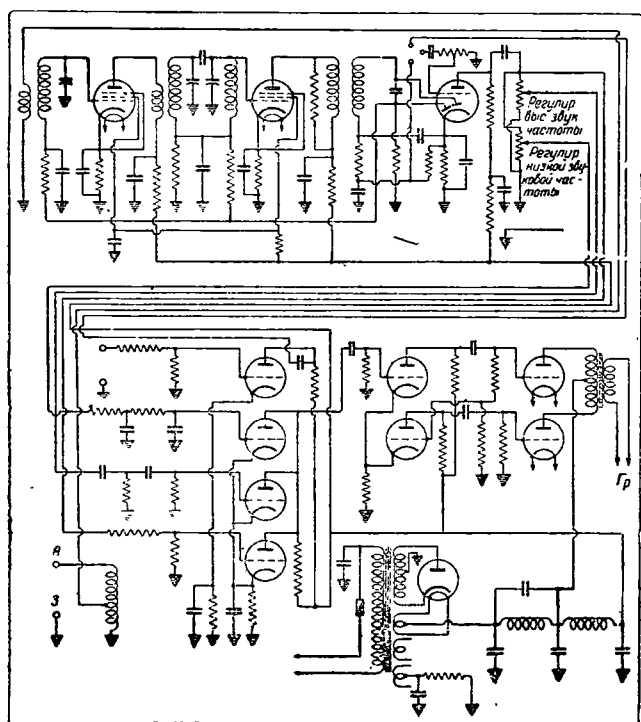 Регулир
выс звук
частоты
Регулир
низкой зву
ковой час-
тоты
А
З
Гр